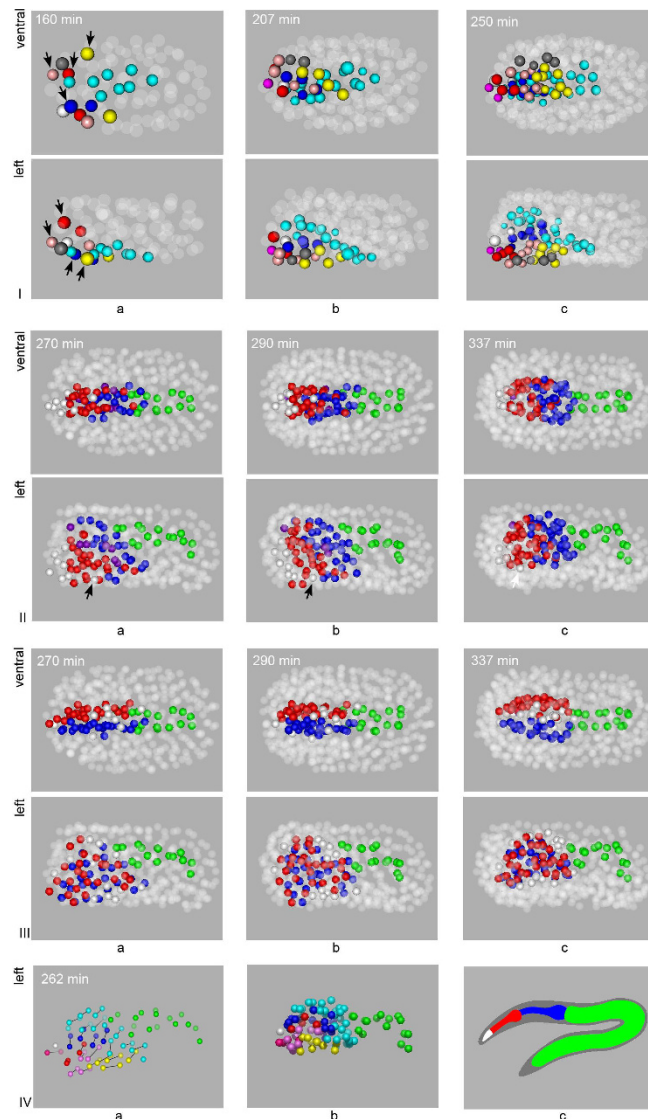 ventral
160 min
207 min
250 min
left
I
a
b
c
ventral
270 min
290 min
337 min
left
II
a
b
c
ventral
270 min
290 min
337 min
left
III
a
b
c
left
262 min
IV
a
b
c